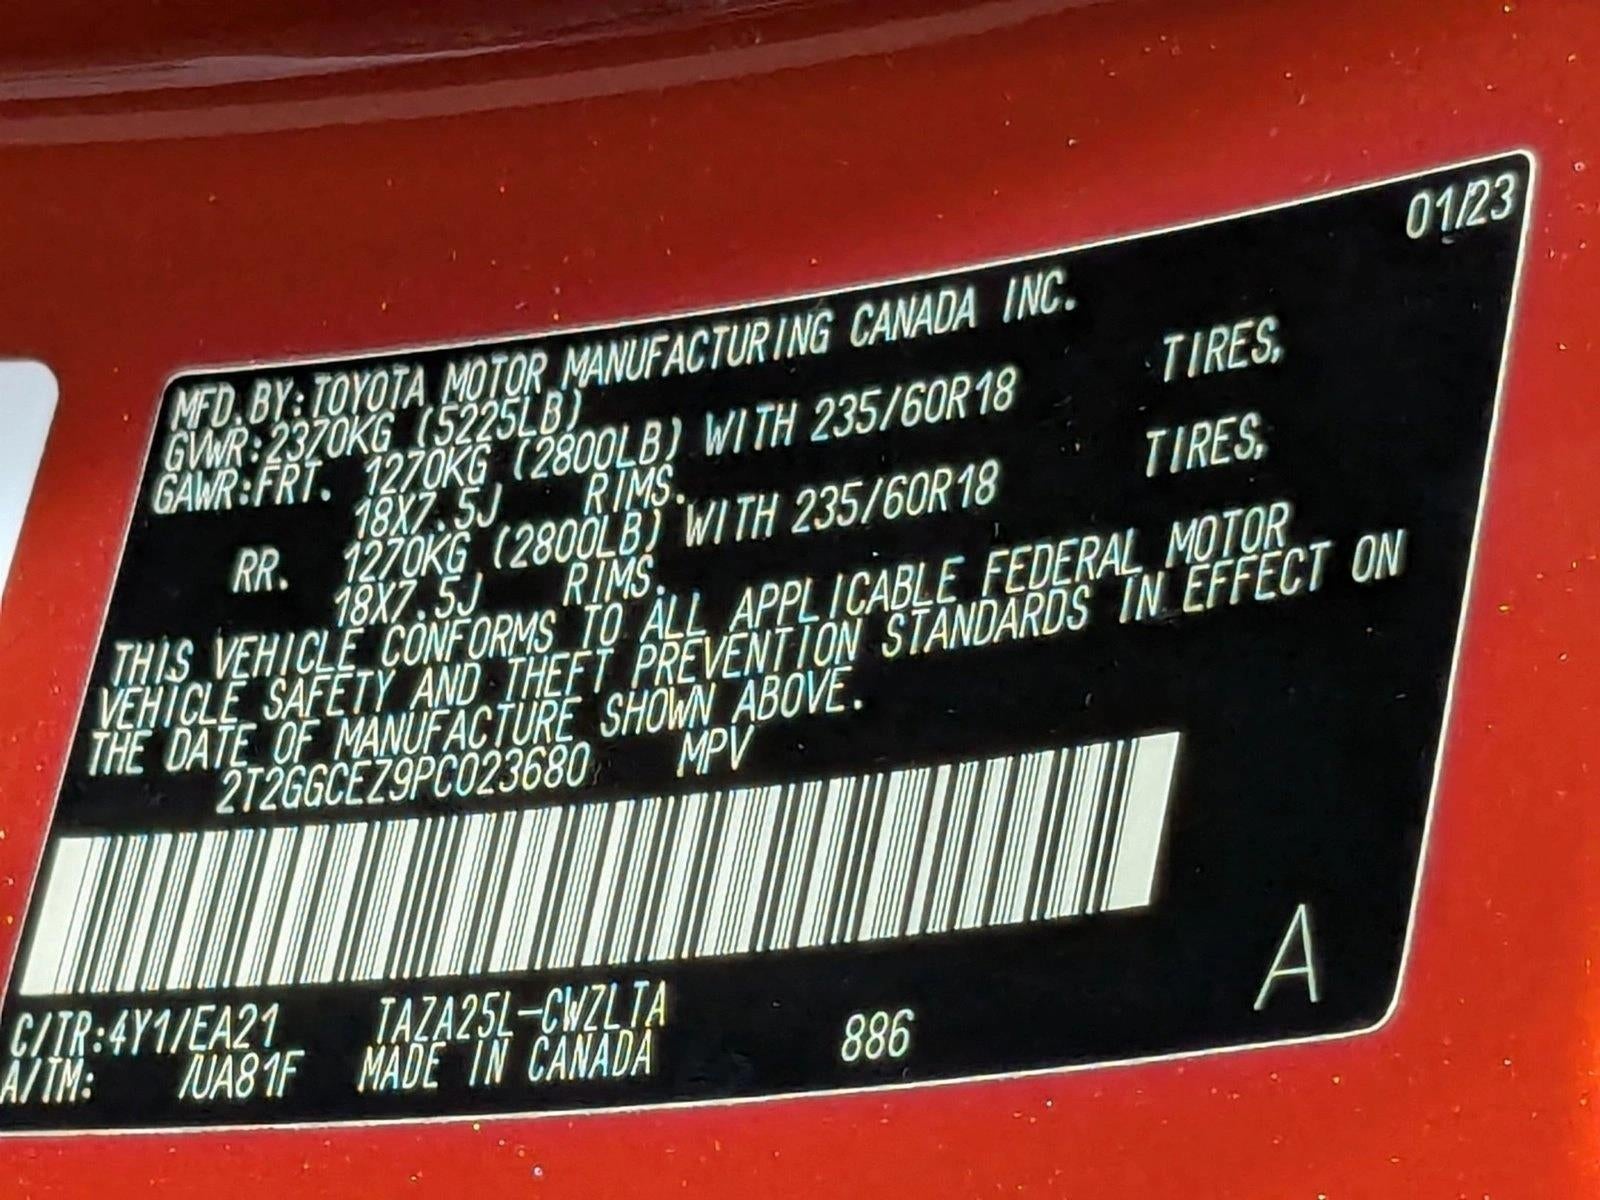 01/23
MFD. BY: TOYOTA MOTOR MANUFACTURING CANADA INC.
GVWR: 2370KG (5225LB)
GAWR: FRT. 1270KG (2800LB) WITH 235/60R18 TIRES,
18X7.5J RIMS.
RR. 1270KG (2800LB) WITH 235/60R18 TIRES,
18X7.5J RIMS.
THIS VEHICLE CONFORMS TO ALL APPLICABLE FEDERAL MOTOR
VEHICLE SAFETY AND THEFT PREVENTION STANDARDS IN EFFECT ON
THE DATE OF MANUFACTURE SHOWN ABOVE.
2T2GGCEZ9PC023680 MPV
A
C/TR: 4Y1/EA21 TAZA25L-CWZLTA
A/TM: /UA81F MADE IN CANADA 886